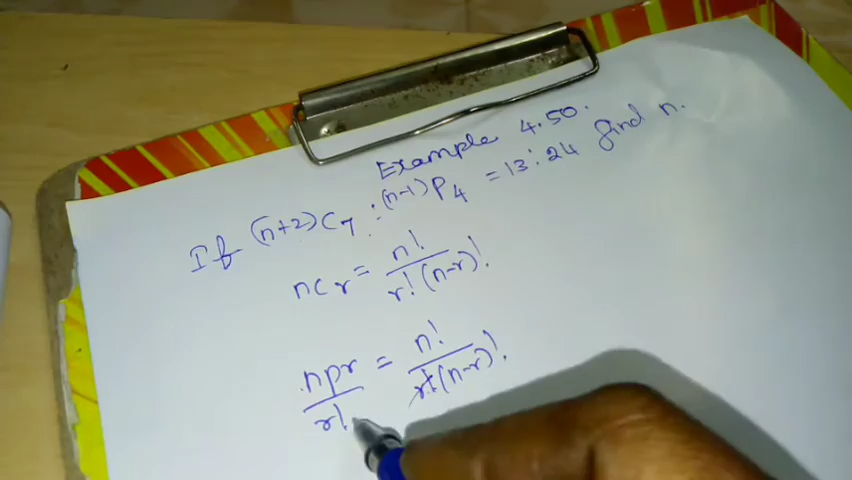 Example 4.50.
If (n+2)C₇ : (n-1)P₄ = 13:24 find n.
ncᵣ = n! / r!(n-r)!
npr / r! = n! / r!(n-r)!